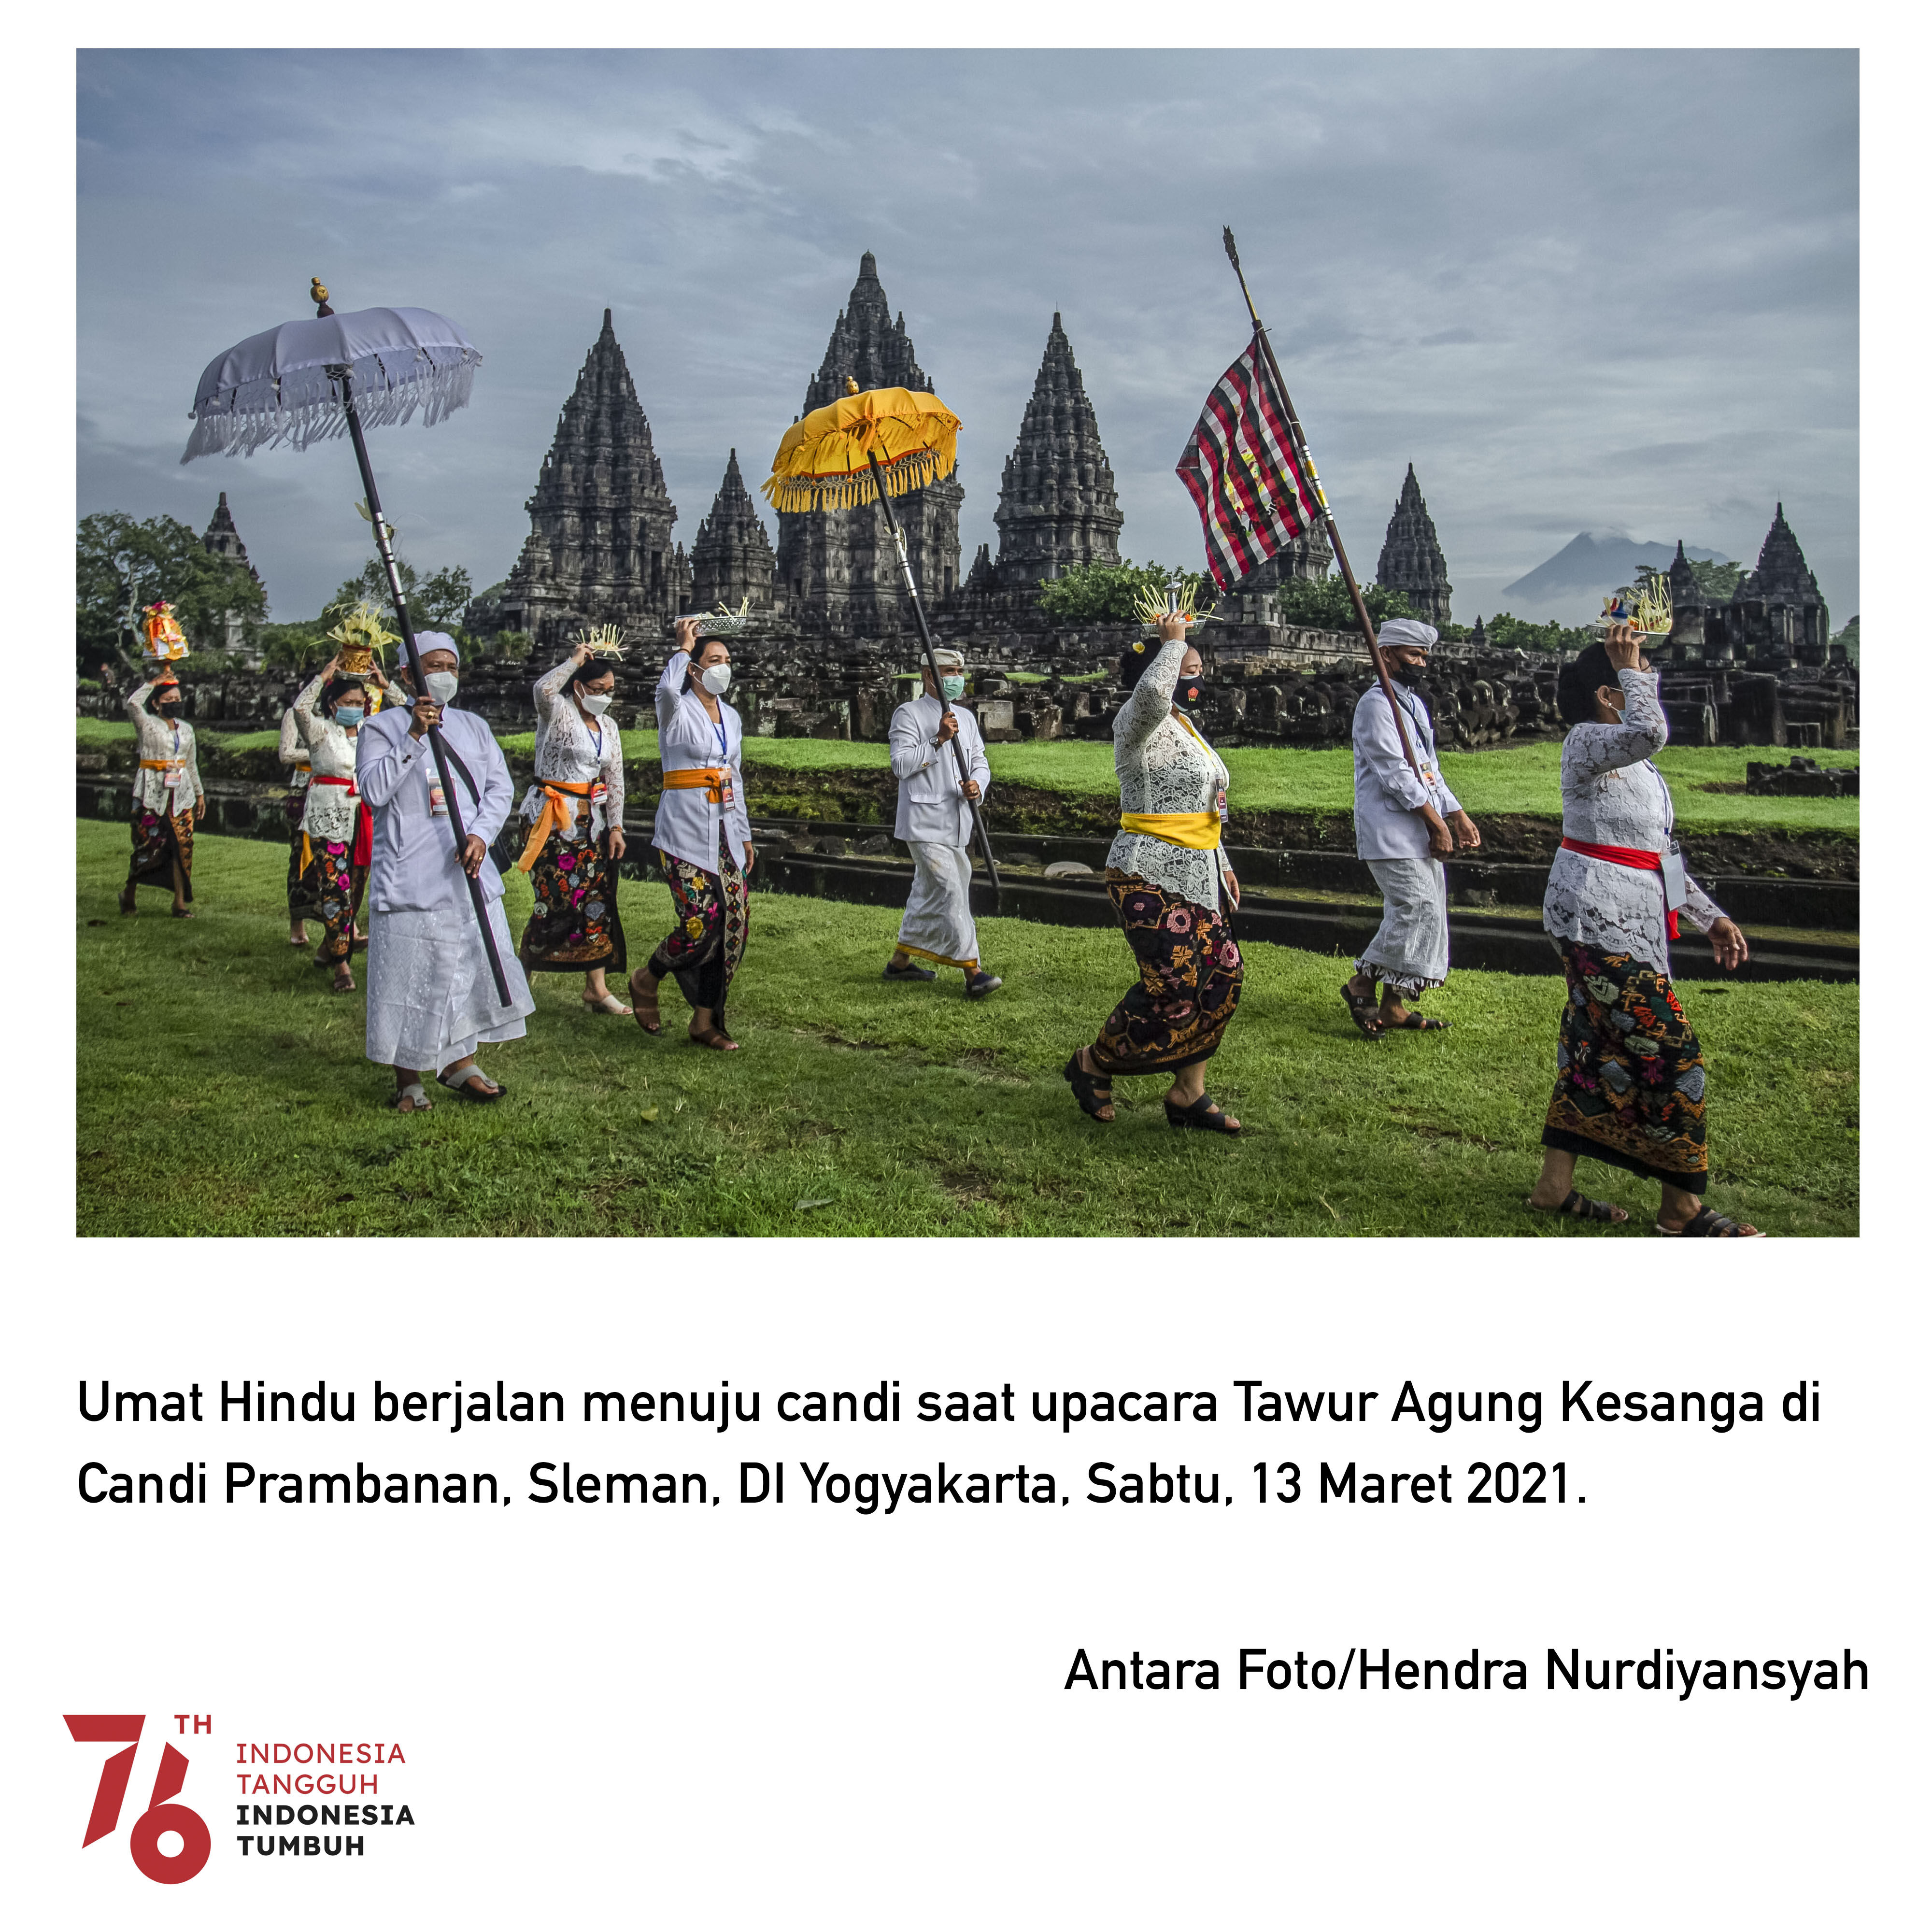 Umat Hindu berjalan menuju candi saat upacara Tawur Agung Kesanga di
Candi Prambanan, Sleman, DI Yogyakarta, Sabtu, 13 Maret 2021.
Antara Foto/Hendra Nurdiyansyah
76 TH
INDONESIA
TANGGUH
INDONESIA
TUMBUH